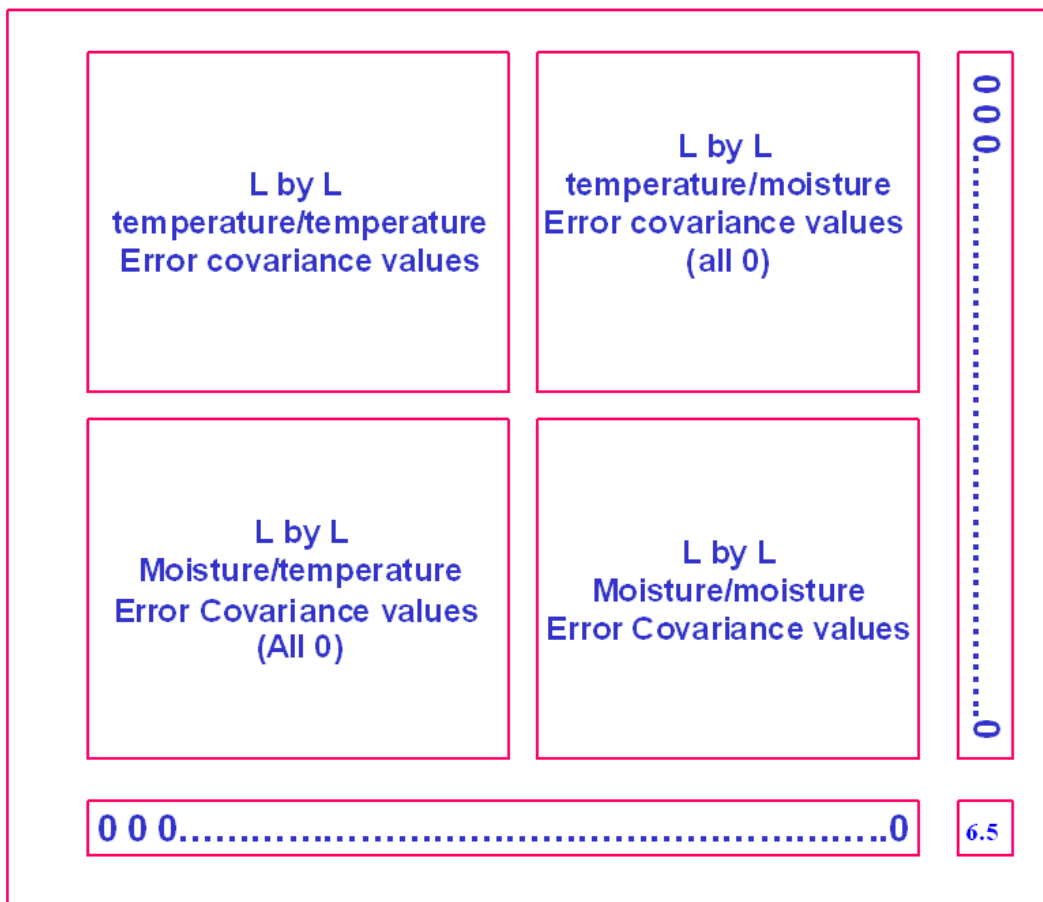 L by L
temperature/temperature
Error covariance values
L by L
temperature/moisture
Error covariance values
(all 0)
0 0 0....................................................0
L by L
Moisture/temperature
Error Covariance values
(All 0)
L by L
Moisture/moisture
Error Covariance values
0 0 0....................................................0
6.5